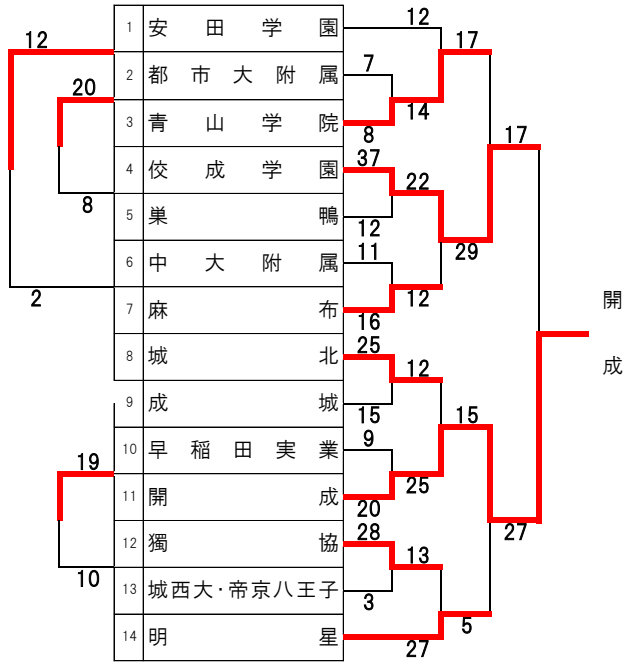 12
20
8
2
19
10
1 安田学園 12
2 都市大附属 7
3 青山学院 8
4 佼成学園 37
5 巣鴨 12
6 中大附属 11
7 麻布 16
8 城北 25
9 成城 15
10 早稲田実業 9
11 開成 20
12 獨協 28
13 城西大・帝京八王子 3
14 明星 27
14
22
12
12
25
13
17
29
15
5
17
27
開成